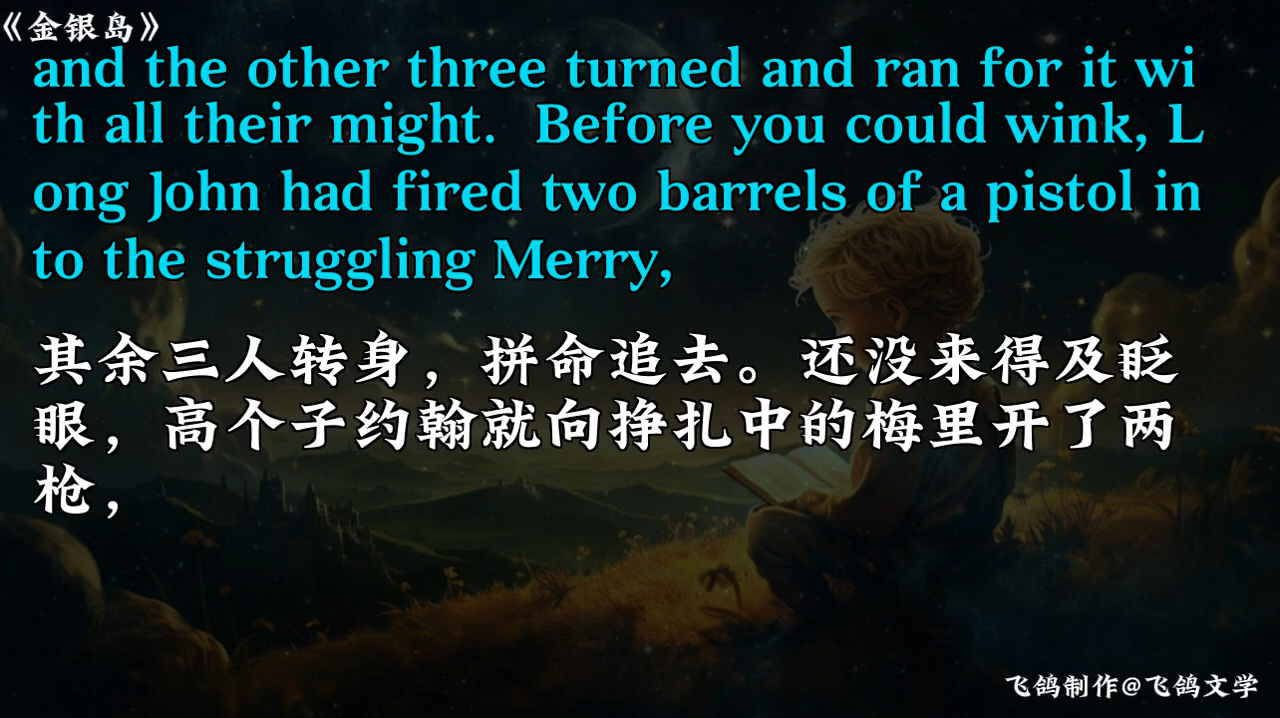 《金银岛》
and the other three turned and ran for it wi
th all their might.  Before you could wink, L
ong John had fired two barrels of a pistol in
to the struggling Merry,
其余三人转身，拼命追去。还没来得及眨
眼，高个子约翰就向挣扎中的梅里开了两
枪，
飞鸽制作@飞鸽文学